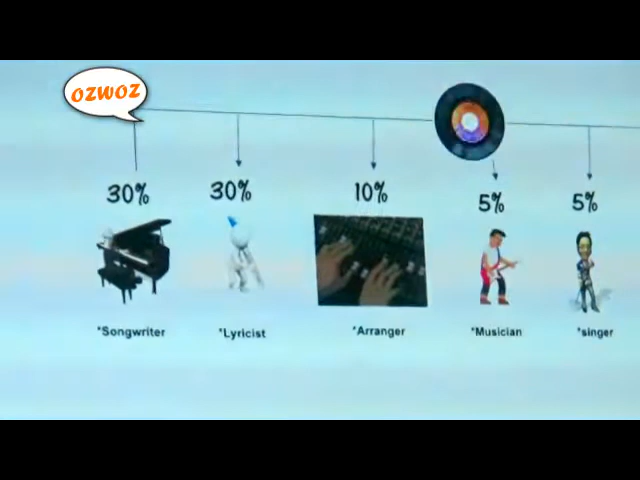 OZWOZ
30% 30% 10% 5% 5%
*Songwriter *Lyricist *Arranger *Musician *singer